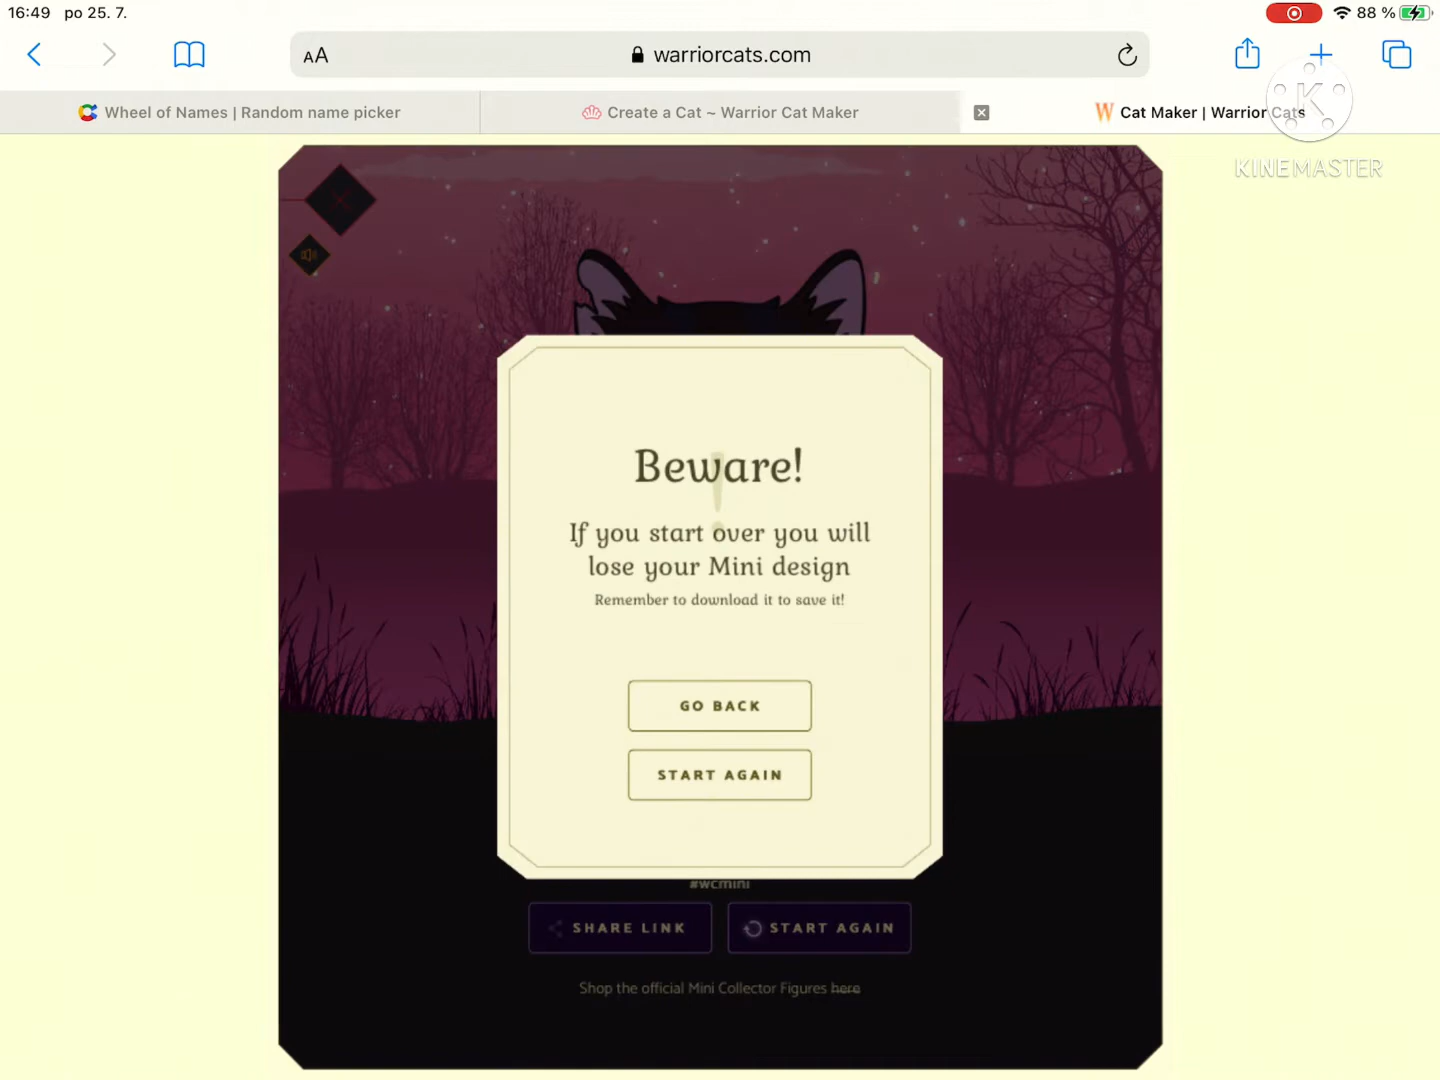 16:49 po 25. 7. 88 %
AA warriorcats.com
Wheel of Names | Random name picker
Create a Cat ~ Warrior Cat Maker
Cat Maker | Warrior Cats
K
KINEMASTER
Beware!
If you start over you will
lose your Mini design
Remember to download it to save it!
GO BACK
START AGAIN
#wcmini
SHARE LINK START AGAIN
Shop the official Mini Collector Figures here